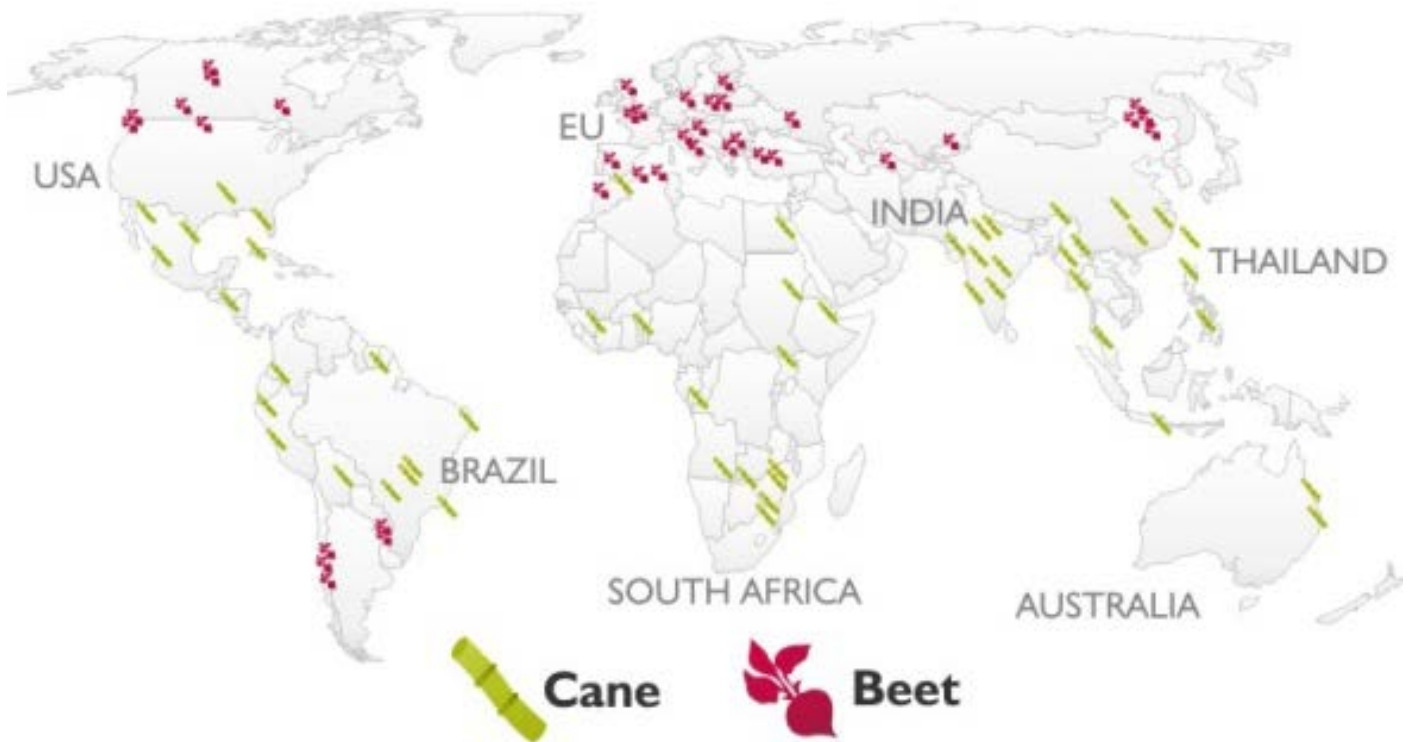 EU
USA
INDIA
THAILAND
BRAZIL
SOUTH AFRICA
AUSTRALIA
Cane
Beet